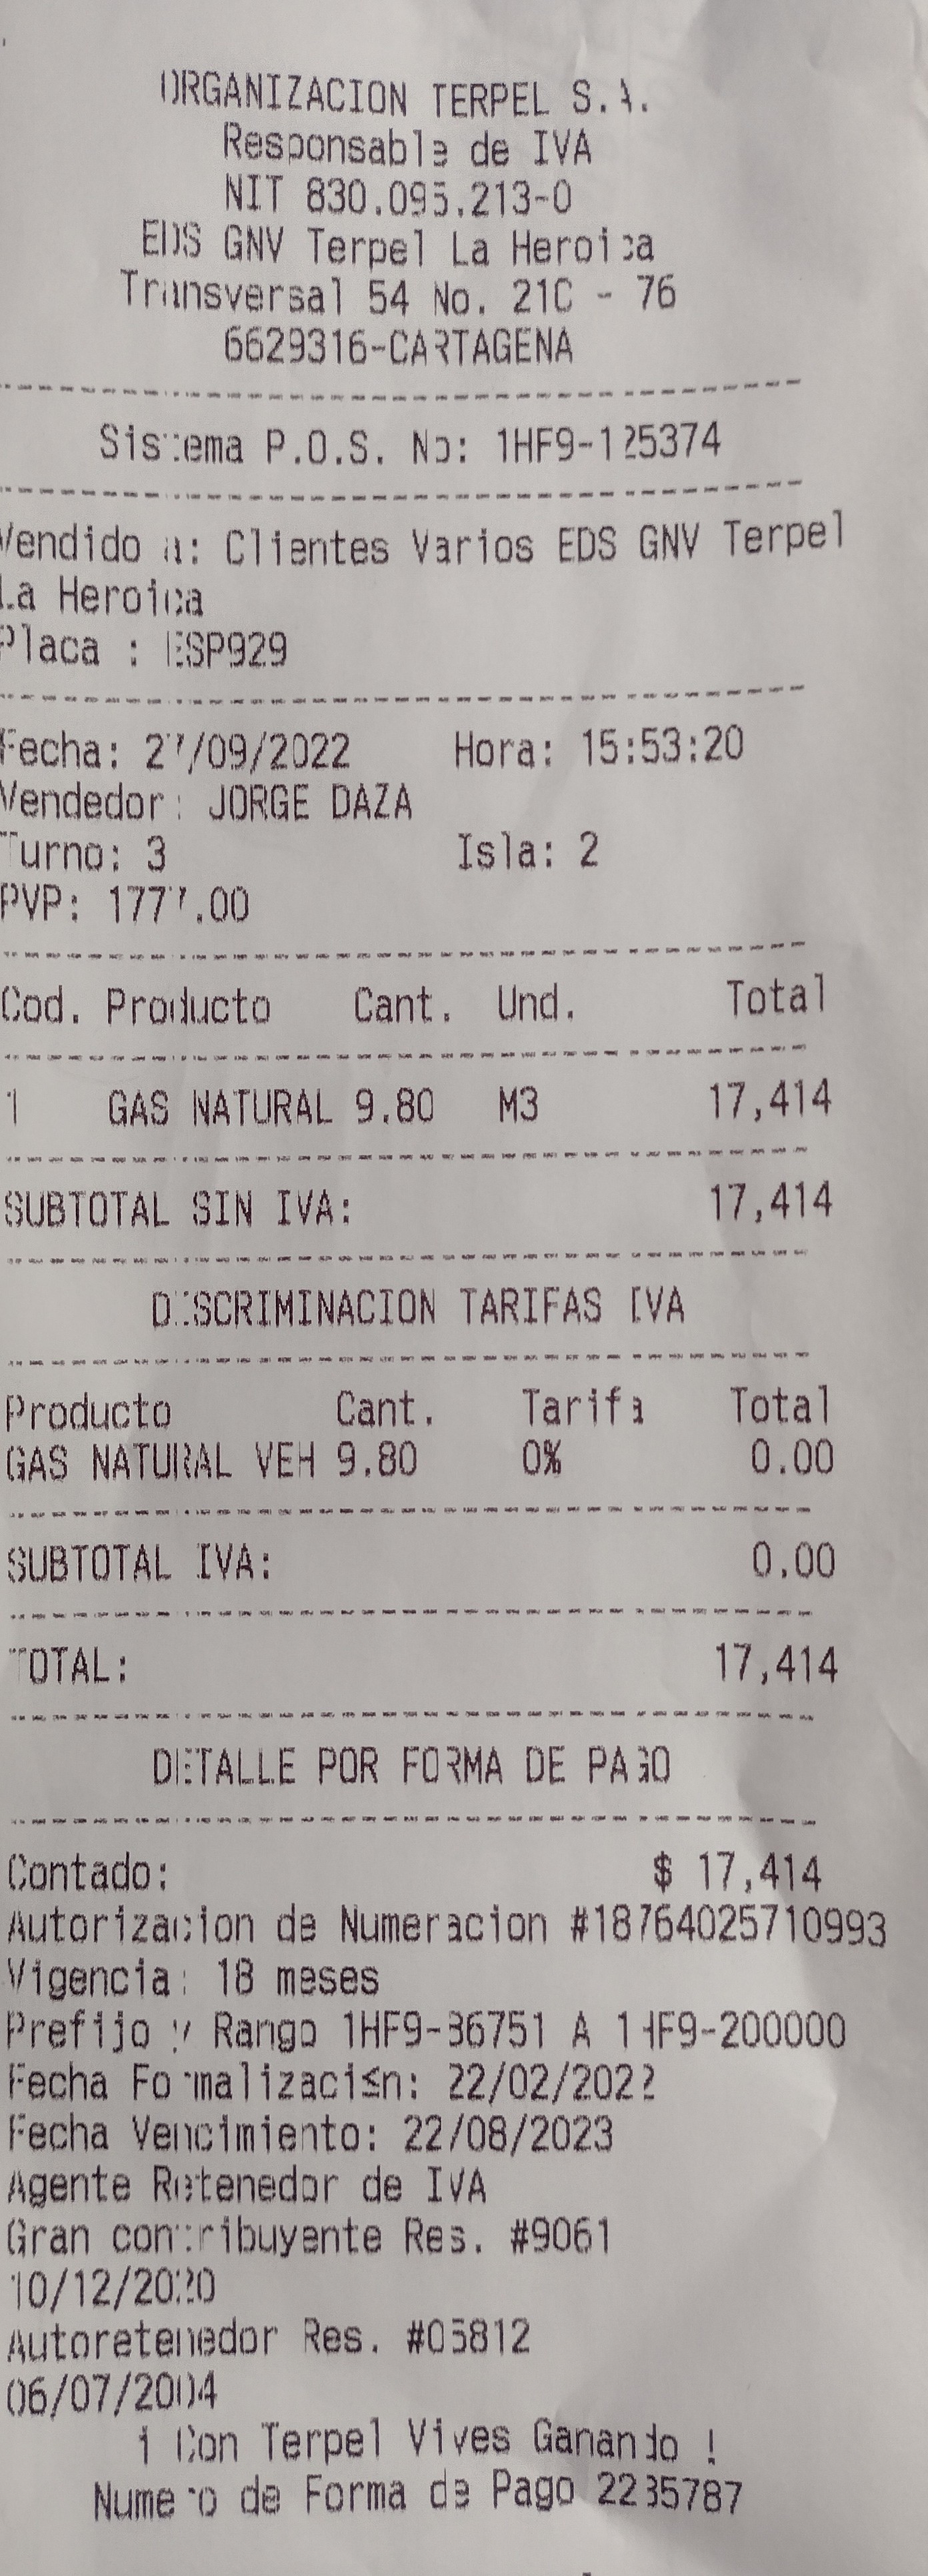 ORGANIZACION TERPEL S.A.
Responsable de IVA
NIT 830.095.213-0
EDS GNV Terpel La Heroica
Transversal 54 No. 21C - 76
6629316-CARTAGENA
Sistema P.O.S. No: 1HF9-125374
Vendido a: Clientes Varios EDS GNV Terpel
La Heroica
Placa : ESP929
Fecha: 27/09/2022 Hora: 15:53:20
Vendedor: JORGE DAZA
Turno: 3 Isla: 2
PVP: 1777.00
Cod. Producto Cant. Und. Total
1 GAS NATURAL 9.80 M3 17,414
SUBTOTAL SIN IVA: 17,414
DISCRIMINACION TARIFAS IVA
Producto Cant. Tarifa Total
GAS NATURAL VEH 9.80 0% 0.00
SUBTOTAL IVA: 0.00
TOTAL: 17,414
DETALLE POR FORMA DE PAGO
Contado: $ 17,414
Autorizacion de Numeracion #18764025710993
Vigencia: 18 meses
Prefijo y Rango 1HF9-86751 A 1HF9-200000
Fecha Formalizaci≤n: 22/02/2022
Fecha Vencimiento: 22/08/2023
Agente Retenedor de IVA
Gran contribuyente Res. #9061
10/12/2020
Autoretenedor Res. #05812
06/07/2004
¡ Con Terpel Vives Ganando !
Numero de Forma de Pago 2235787